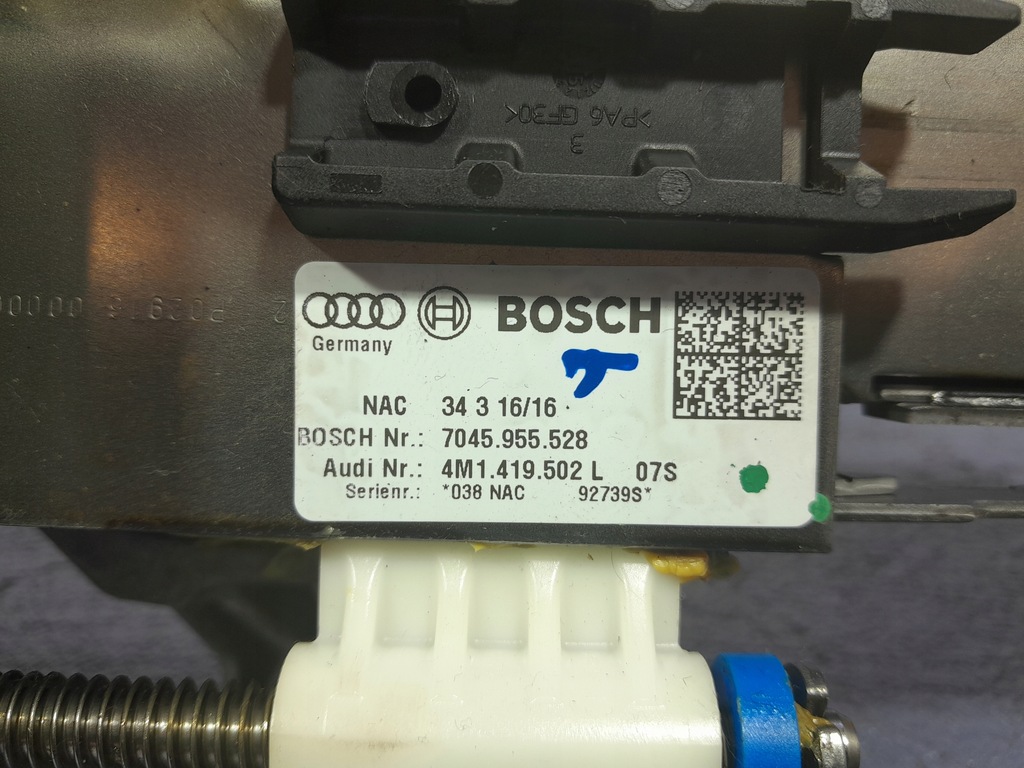 >PA6 GF30<
3
BOSCH
Germany
NAC 34 3 16/16
BOSCH Nr.: 7045.955.528
Audi Nr.: 4M1.419.502 L 07S
Serienr.: *038 NAC 92739S*